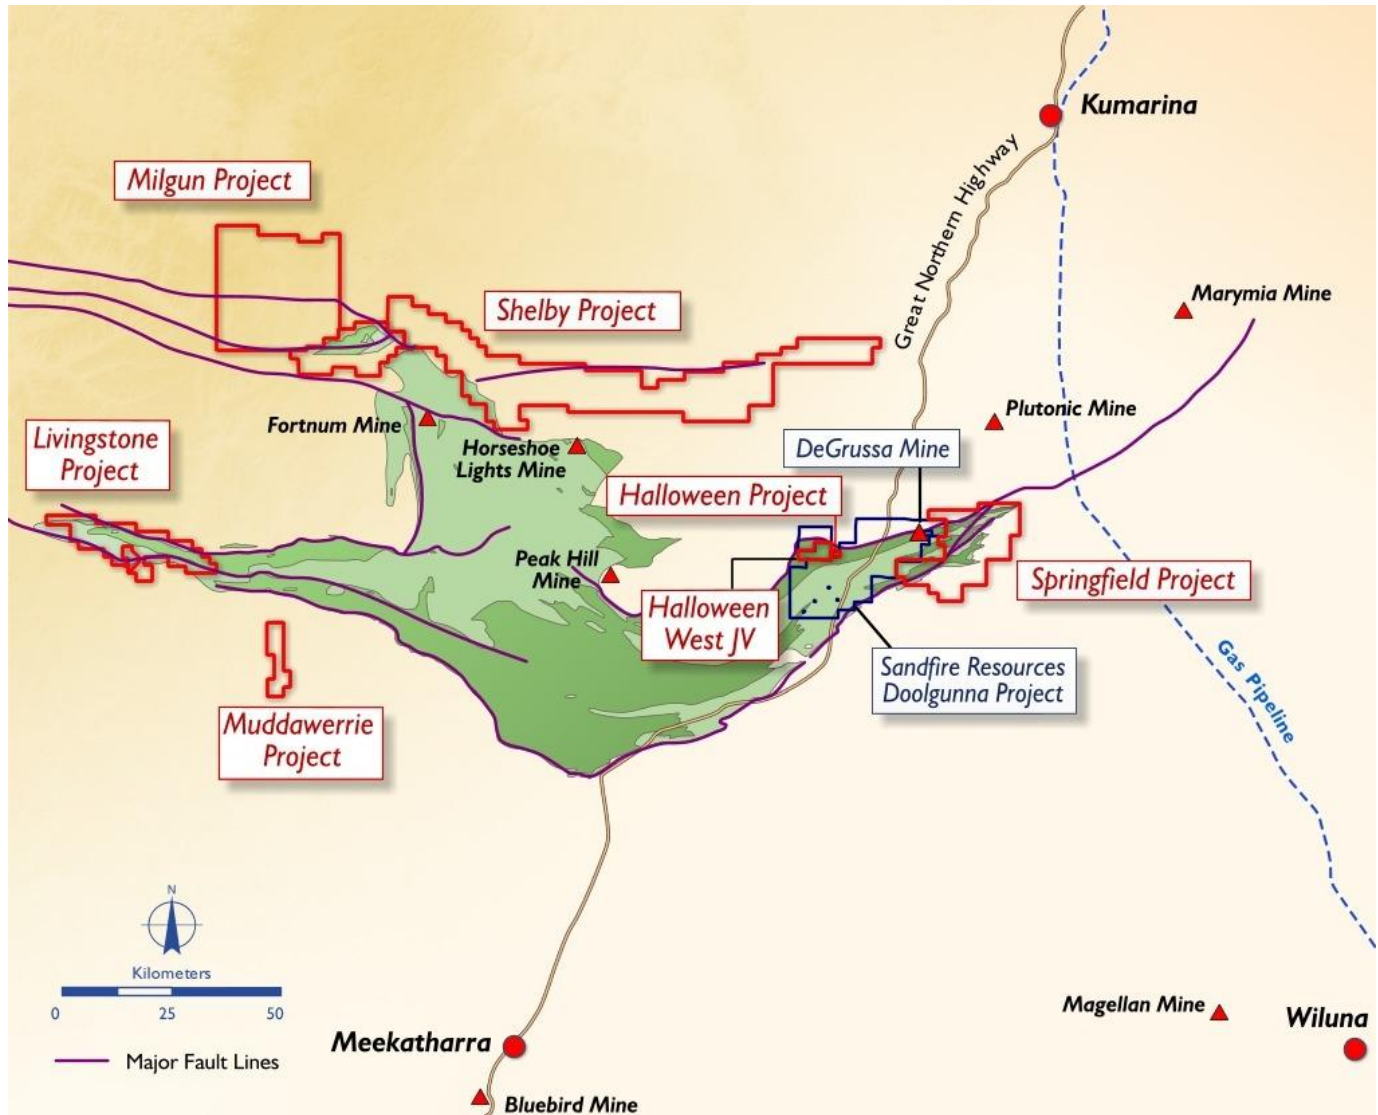 Kumarina
Milgun Project
Great Northern Highway
Shelby Project
Marymia Mine
Plutonic Mine
Fortnum Mine
Livingstone
Project
Horseshoe
Lights Mine
DeGrussa Mine
Halloween Project
Peak Hill
Mine
Springfield Project
Halloween
West JV
Sandfire Resources
Doolgunna Project
Gas Pipeline
Muddawerrie
Project
N
Kilometers
0 25 50
Major Fault Lines
Magellan Mine
Wiluna
Meekatharra
Bluebird Mine